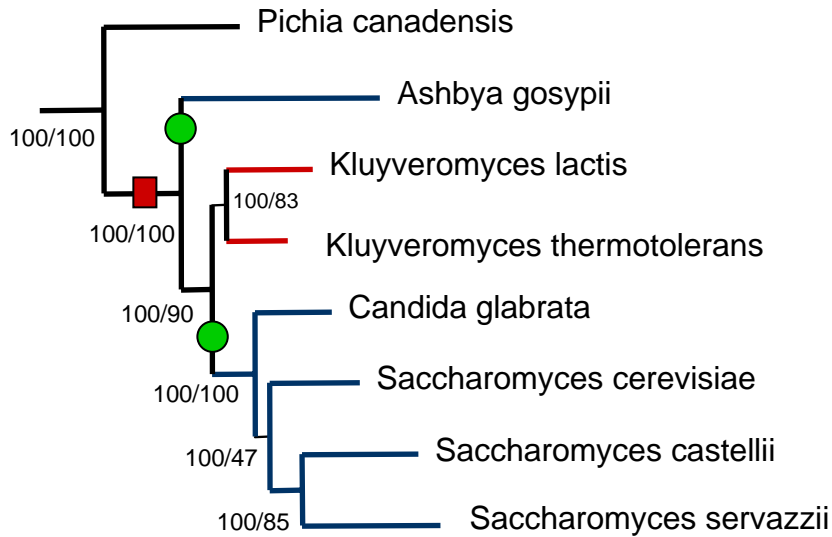 Pichia canadensis
Ashbya gosypii
100/100
Kluyveromyces lactis
100/83
100/100
Kluyveromyces thermotolerans
Candida glabrata
100/90
Saccharomyces cerevisiae
100/100
Saccharomyces castellii
100/47
Saccharomyces servazzii
100/85